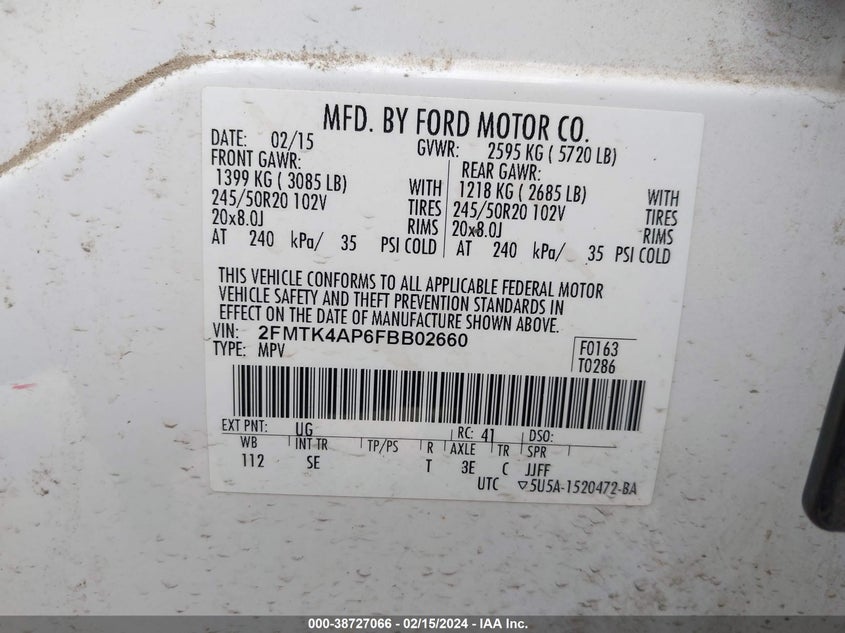 MFD. BY FORD MOTOR CO.
DATE: 02/15 GVWR: 2595 KG ( 5720 LB)
FRONT GAWR: REAR GAWR:
1399 KG ( 3085 LB) WITH 1218 KG ( 2685 LB) WITH
245/50R20 102V TIRES 245/50R20 102V TIRES
20x8.0J RIMS 20x8.0J RIMS
AT 240 kPa/ 35 PSI COLD AT 240 kPa/ 35 PSI COLD
THIS VEHICLE CONFORMS TO ALL APPLICABLE FEDERAL MOTOR
VEHICLE SAFETY AND THEFT PREVENTION STANDARDS IN
EFFECT ON THE DATE OF MANUFACTURE SHOWN ABOVE.
VIN: 2FMTK4AP6FBB02660
TYPE: MPV
F0163
T0286
EXT PNT: UG RC: 41 DSO:
WB INT TR TP/PS R AXLE TR SPR
112 SE T 3E C JJFF
UTC ▽5U5A-1520472-BA
000-38727066 - 02/15/2024 - IAA Inc.